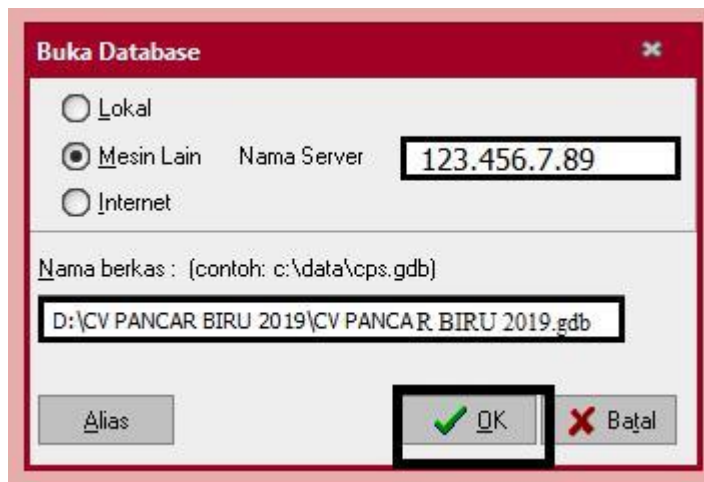 Buka Database
Lokal
Mesin Lain Nama Server 123.456.7.89
Internet
Nama berkas : (contoh: c:\data\cps.gdb)
D:\CV PANCAR BIRU 2019\CV PANCAR BIRU 2019.gdb
Alias OK Batal